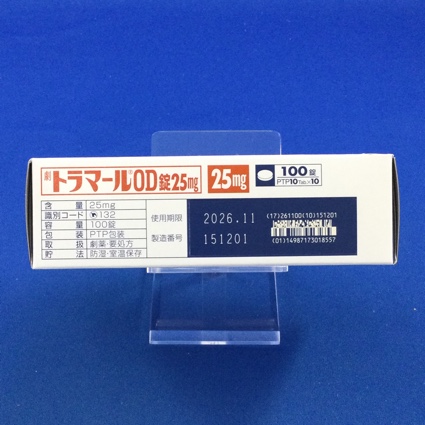 劇 トラマール®OD錠25mg 25mg 100錠
PTP10Tab.×10
含量 25mg
識別コード 132
容量 100錠
包装 PTP包装
取扱 劇薬・要処方
貯法 防湿・室温保存
使用期限 2026.11
製造番号 151201
(17)261100(10)151201
(01)14987173018557